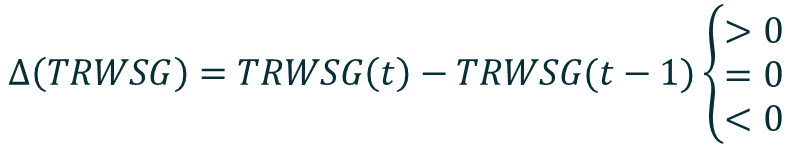 Δ(TRWSG) = TRWSG(t) − TRWSG(t − 1) { > 0
= 0
< 0